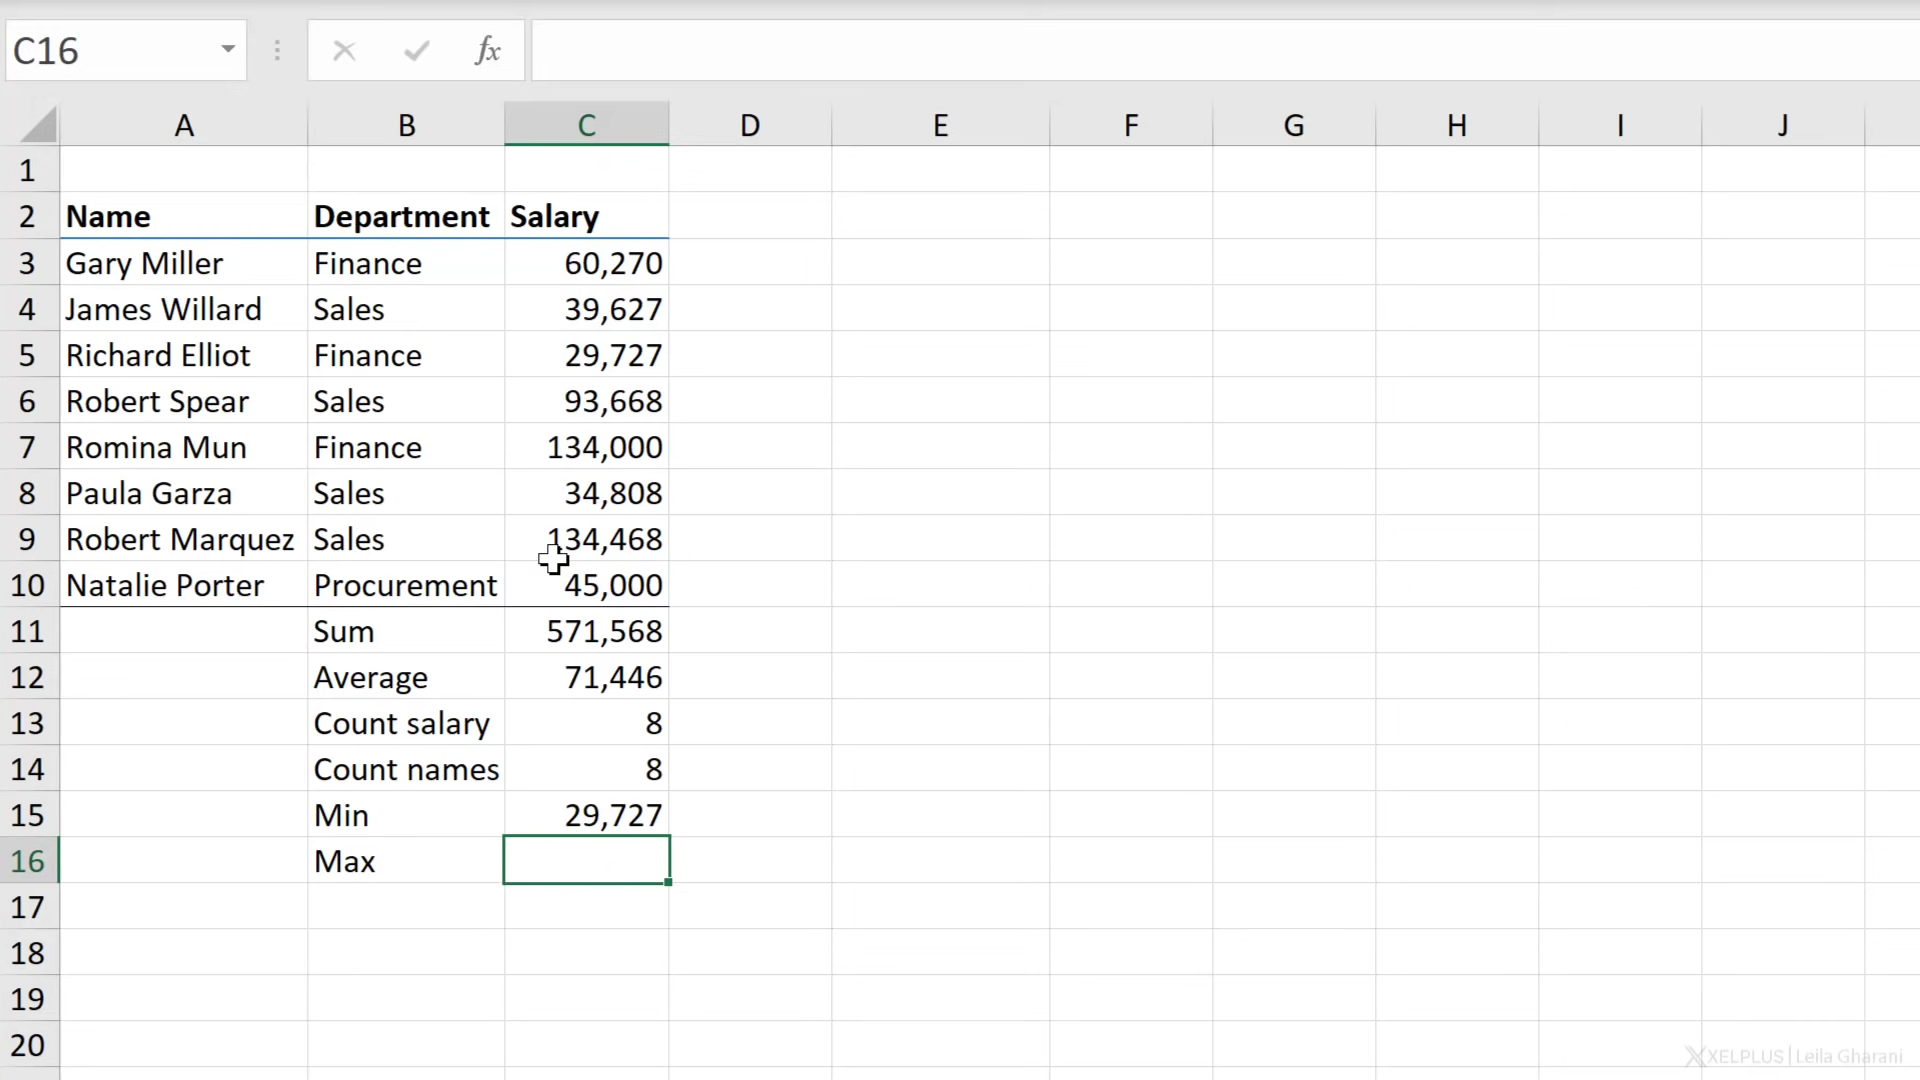 C16 fx
A B C D E F G H I J
1
2 Name Department Salary
3 Gary Miller Finance 60,270
4 James Willard Sales 39,627
5 Richard Elliot Finance 29,727
6 Robert Spear Sales 93,668
7 Romina Mun Finance 134,000
8 Paula Garza Sales 34,808
9 Robert Marquez Sales 134,468
10 Natalie Porter Procurement 45,000
11 Sum 571,568
12 Average 71,446
13 Count salary 8
14 Count names 8
15 Min 29,727
16 Max
17
18
19
20
XELPLUS | Leila Gharani